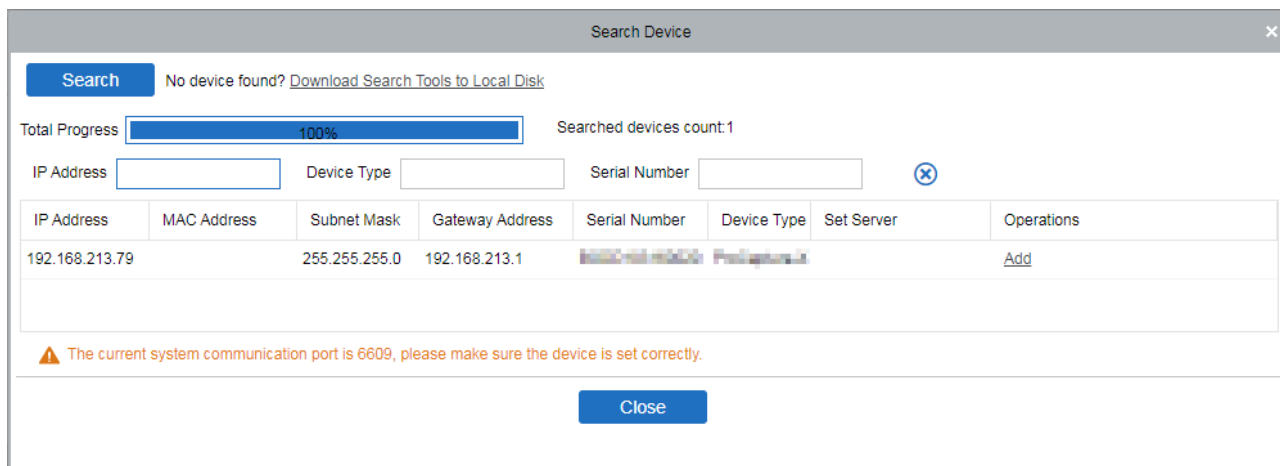 Search Device
Search No device found? Download Search Tools to Local Disk
Total Progress 100% Searched devices count:1
IP Address Device Type Serial Number
IP Address MAC Address Subnet Mask Gateway Address Serial Number Device Type Set Server Operations
192.168.213.79 255.255.255.0 192.168.213.1 Add
The current system communication port is 6609, please make sure the device is set correctly.
Close